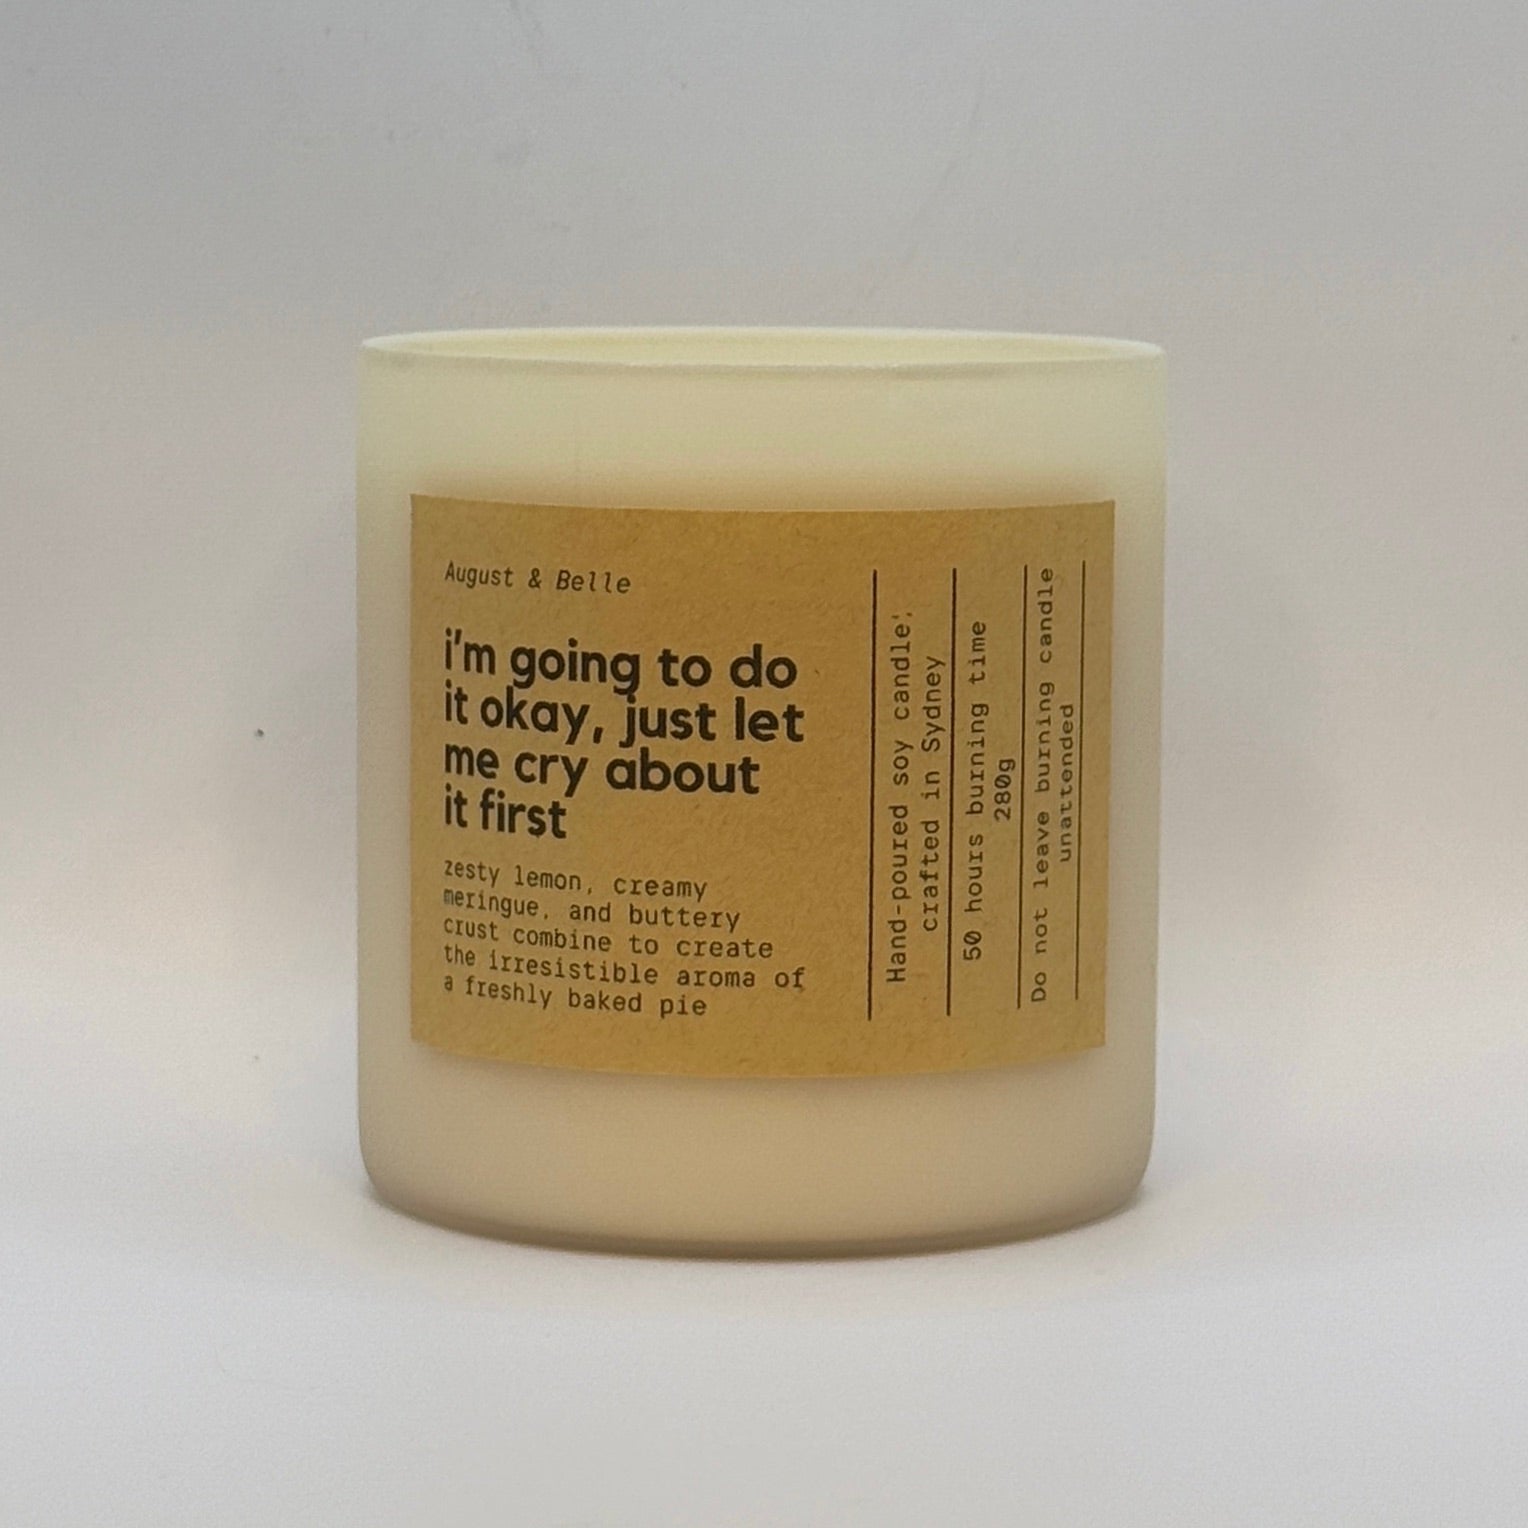 August & Belle
i'm going to do
it okay, just let
me cry about
it first
zesty lemon, creamy
meringue, and buttery
crust combine to create
the irresistible aroma of
a freshly baked pie
Hand-poured soy candle,
crafted in Sydney
50 hours burning time
280g
Do not leave burning candle
unattended